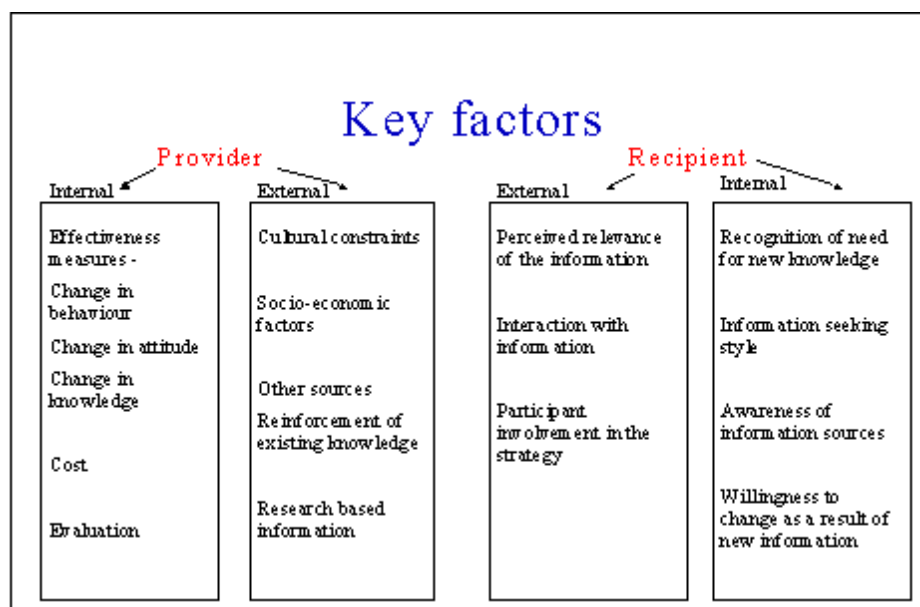 Key factors
Provider
Recipient
Internal
Effectiveness
measures -
Change in
behaviour
Change in attitude
Change in
knowledge
Cost
Evaluation
External
Cultural constraints
Socio-economic
factors
Other sources
Reinforcement of
existing knowledge
Research based
information
External
Perceived relevance
of the information
Interaction with
information
Participant
involvement in the
strategy
Internal
Recognition of need
for new knowledge
Information seeking
style
Awareness of
information sources
Willingness to
change as a result of
new information